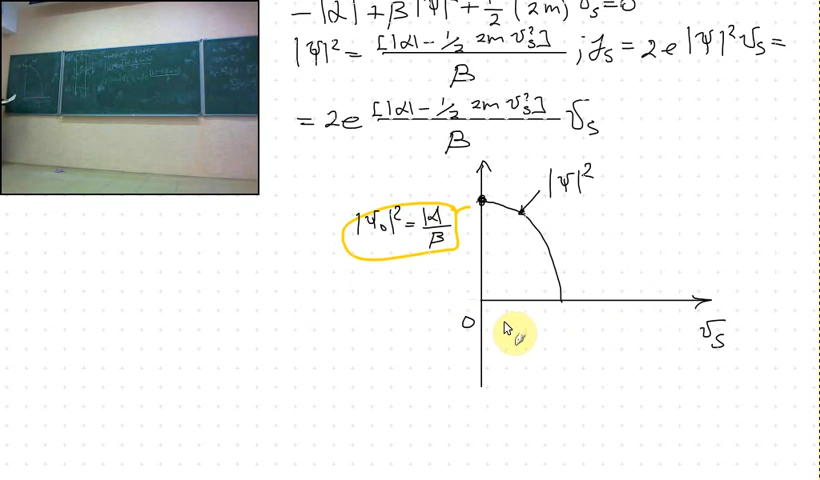 - |α| + β|Ψ|² + 1/2 (2m) v_s² = 0
|Ψ|² = [|α| - 1/2 2m v_s²] / β ; j_s = 2e |Ψ|² v_s =
= 2e [|α| - 1/2 2m v_s²] / β v_s
|Ψ|²
|Ψ₀|² = |α| / β
0
v_s